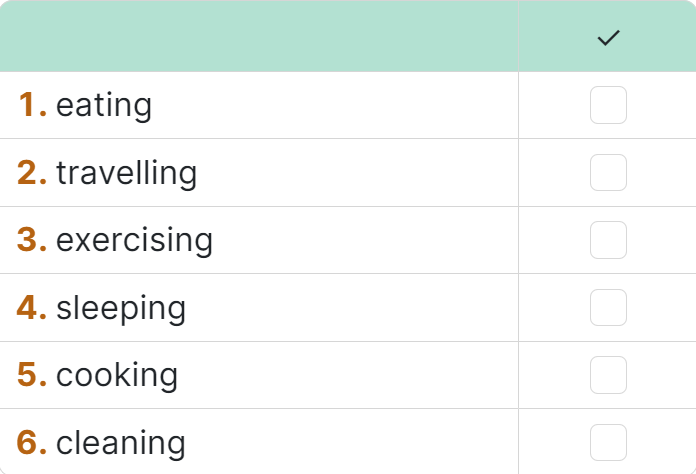 1. eating
2. travelling
3. exercising
4. sleeping
5. cooking
6. cleaning